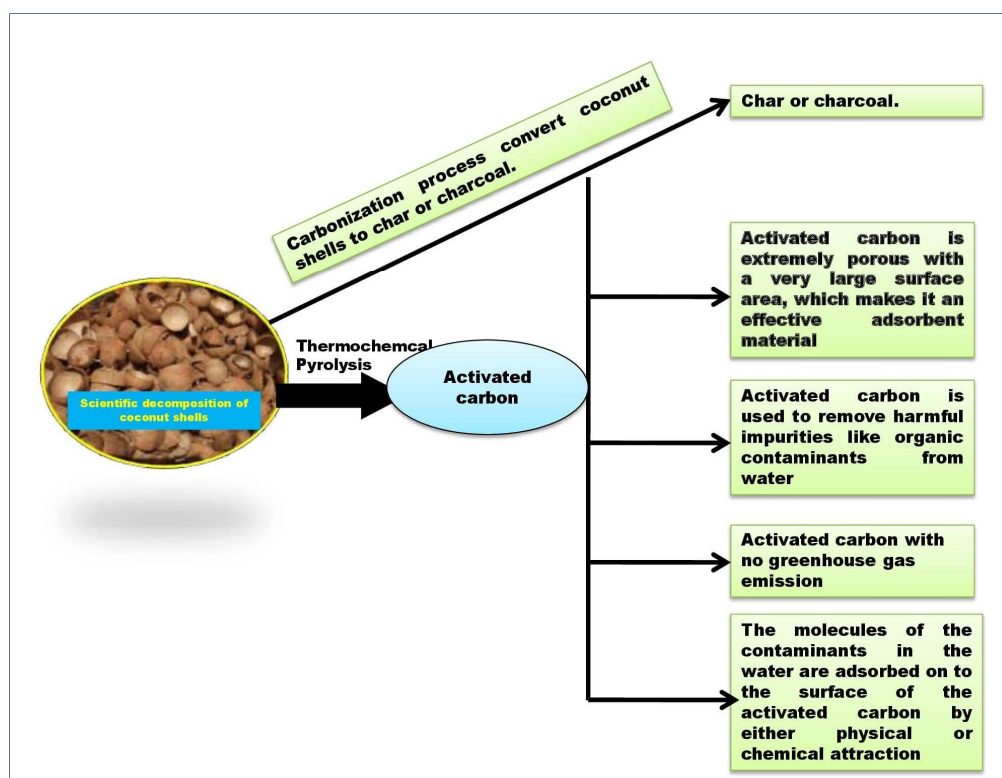 Carbonization process convert coconut
shells to char or charcoal.
Char or charcoal.
Scientific decomposition of
coconut shells
Thermochemcal
Pyrolysis
Activated
carbon
Activated carbon is
extremely porous with
a very large surface
area, which makes it an
effective adsorbent
material
Activated carbon is
used to remove harmful
impurities like organic
contaminants from
water
Activated carbon with
no greenhouse gas
emission
The molecules of the
contaminants in the
water are adsorbed on to
the surface of the
activated carbon by
either physical or
chemical attraction